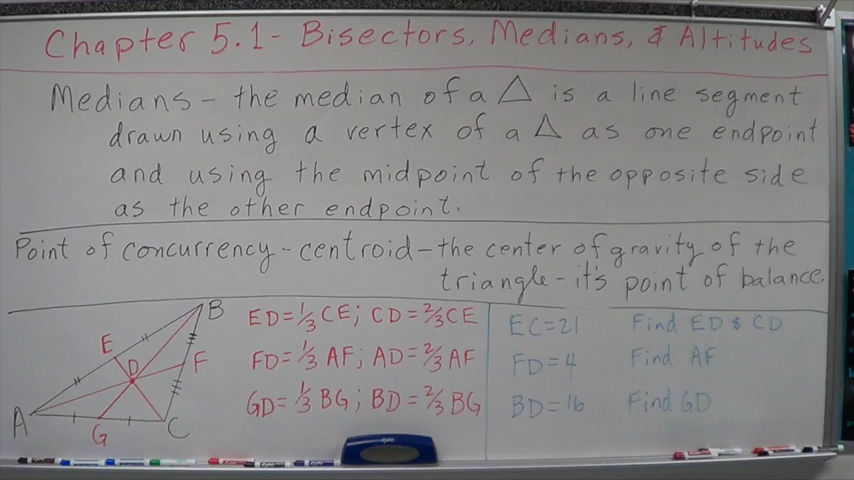 Chapter 5.1 - Bisectors, Medians, & Altitudes
Medians - the median of a △ is a line segment
drawn using a vertex of a △ as one endpoint
and using the midpoint of the opposite side
as the other endpoint.
Point of concurrency - centroid - the center of gravity of the
triangle - it's point of balance.
B
E
D
F
A
G
C
ED = 1/3 CE; CD = 2/3 CE
FD = 1/3 AF; AD = 2/3 AF
GD = 1/3 BG; BD = 2/3 BG
EC = 21 Find ED & CD
FD = 4 Find AF
BD = 16 Find GD
expo